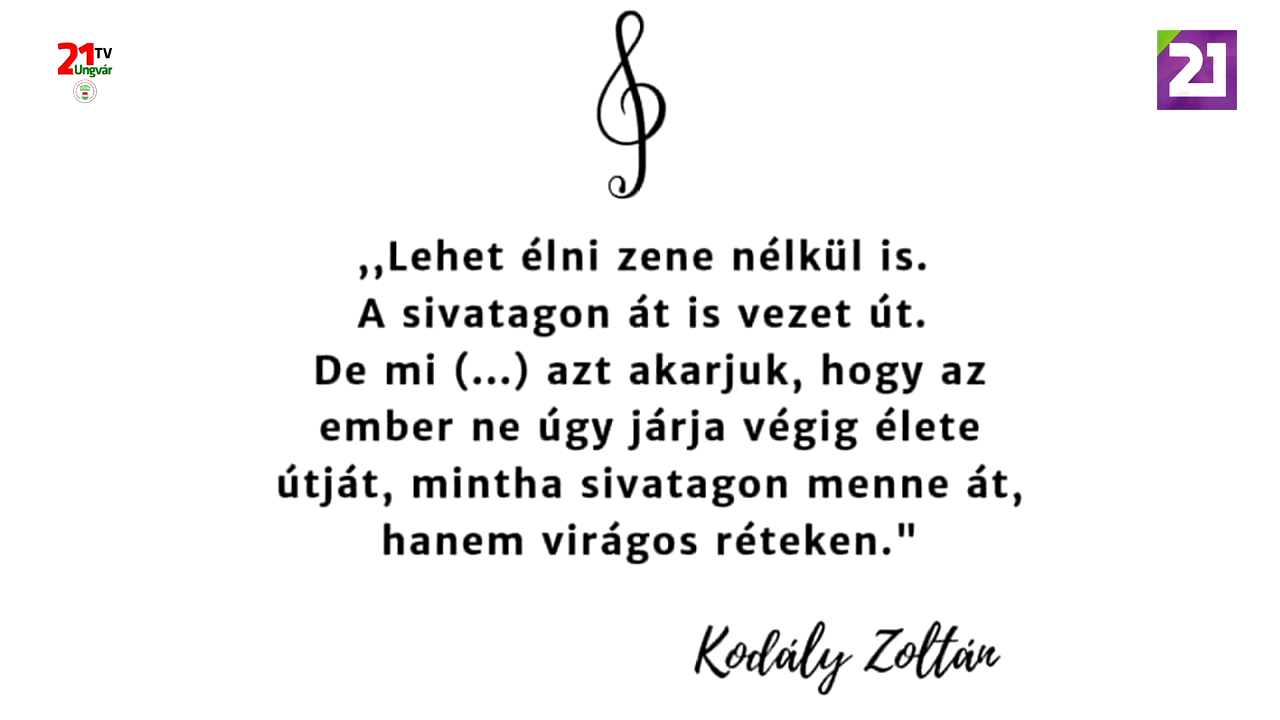 21 TV
Ungvár
21
,,Lehet élni zene nélkül is.
A sivatagon át is vezet út.
De mi (...) azt akarjuk, hogy az
ember ne úgy járja végig élete
útját, mintha sivatagon menne át,
hanem virágos réteken."
Kodály Zoltán